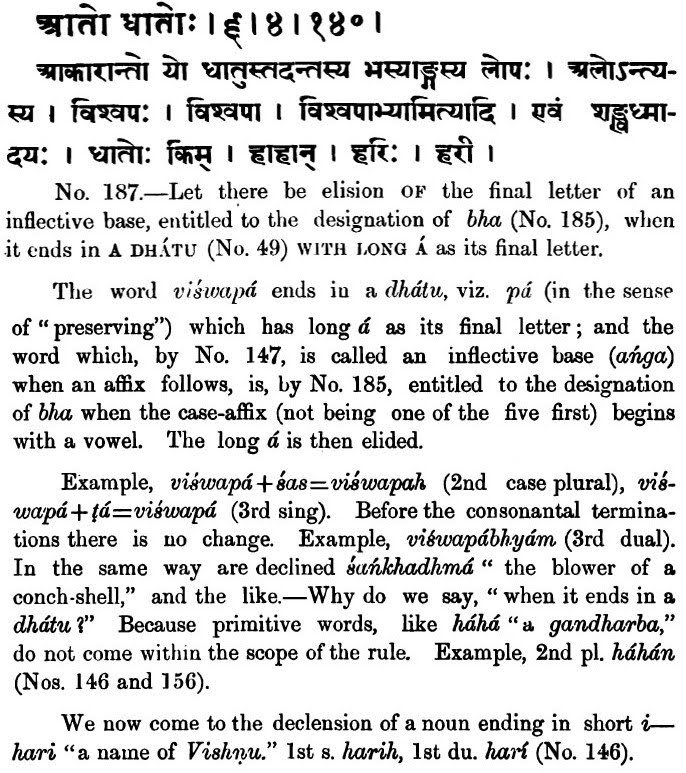 आतो धातोः । ६ । ४ । १४० ।
आकारान्तो यो धातुस्तदन्तस्य भस्याङ्गस्य लोपः । अलोऽन्त्य-
स्य । विश्वपः । विश्वपा । विश्वपाभ्यामित्यादि । एवं शङ्खध्मा-
दयः । धातोः किम् । हाहान् । हरिः । हरी ।
No. 187.—Let there be elision OF the final letter of an
inflective base, entitled to the designation of bha (No. 185), when
it ends in A DHÁTU (No. 49) WITH LONG Á as its final letter.
The word viśwapá ends in a dhátu, viz. pá (in the sense
of “preserving”) which has long á as its final letter; and the
word which, by No. 147, is called an inflective base (aṅga)
when an affix follows, is, by No. 185, entitled to the designation
of bha when the case-affix (not being one of the five first) begins
with a vowel. The long á is then elided.
Example, viśwapá+śas=viśwapah (2nd case plural), viś-
wapá+ṭá=viśwapá (3rd sing). Before the consonantal termina-
tions there is no change. Example, viśwapábhyám (3rd dual).
In the same way are declined śaṅkhadhmá “ the blower of a
conch-shell,” and the like.—Why do we say, “ when it ends in a
dhátu?” Because primitive words, like háhá “a gandharba,”
do not come within the scope of the rule. Example, 2nd pl. háhán
(Nos. 146 and 156).
We now come to the declension of a noun ending in short i—
hari “a name of Vishṇu.” 1st s. harih, 1st du. harí (No. 146).